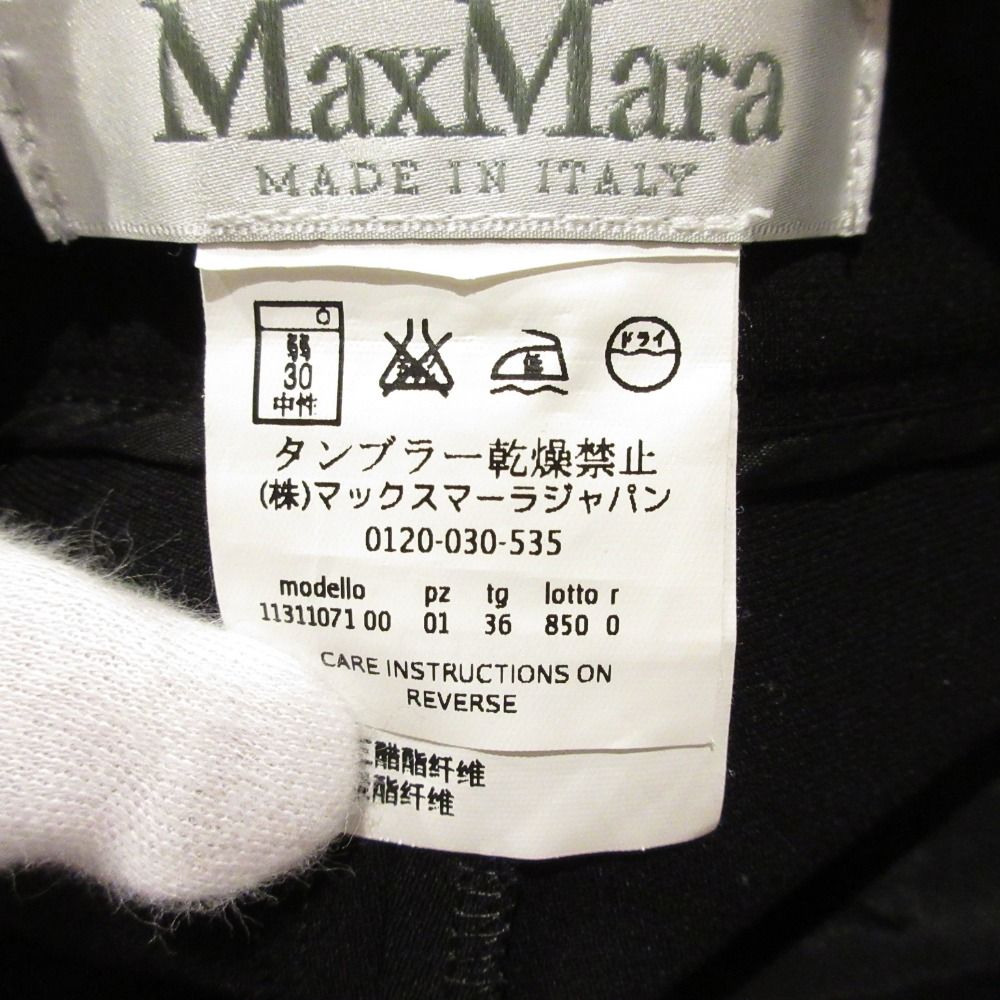 MaxMara
MADE IN ITALY
弱
30
中性
低
ドライ
タンブラー乾燥禁止
(株)マックスマーラジャパン
0120-030-535
modello pz tg lotto r
11311071 00 01 36 850 0
CARE INSTRUCTIONS ON
REVERSE
醋酯纤维
酯纤维